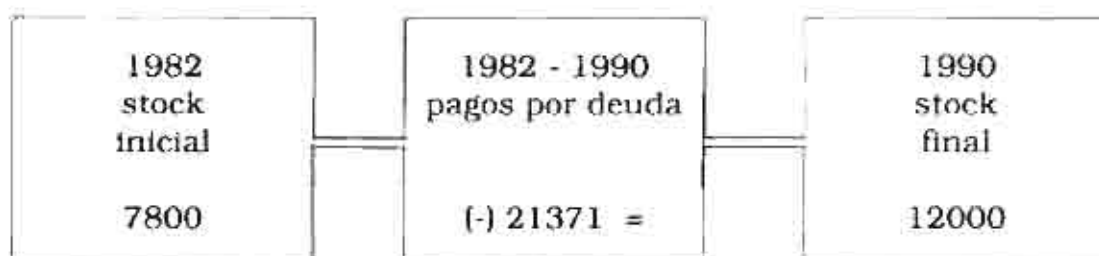 1982
stock
inicial
7800
1982 - 1990
pagos por deuda
(-) 21371 =
1990
stock
final
12000